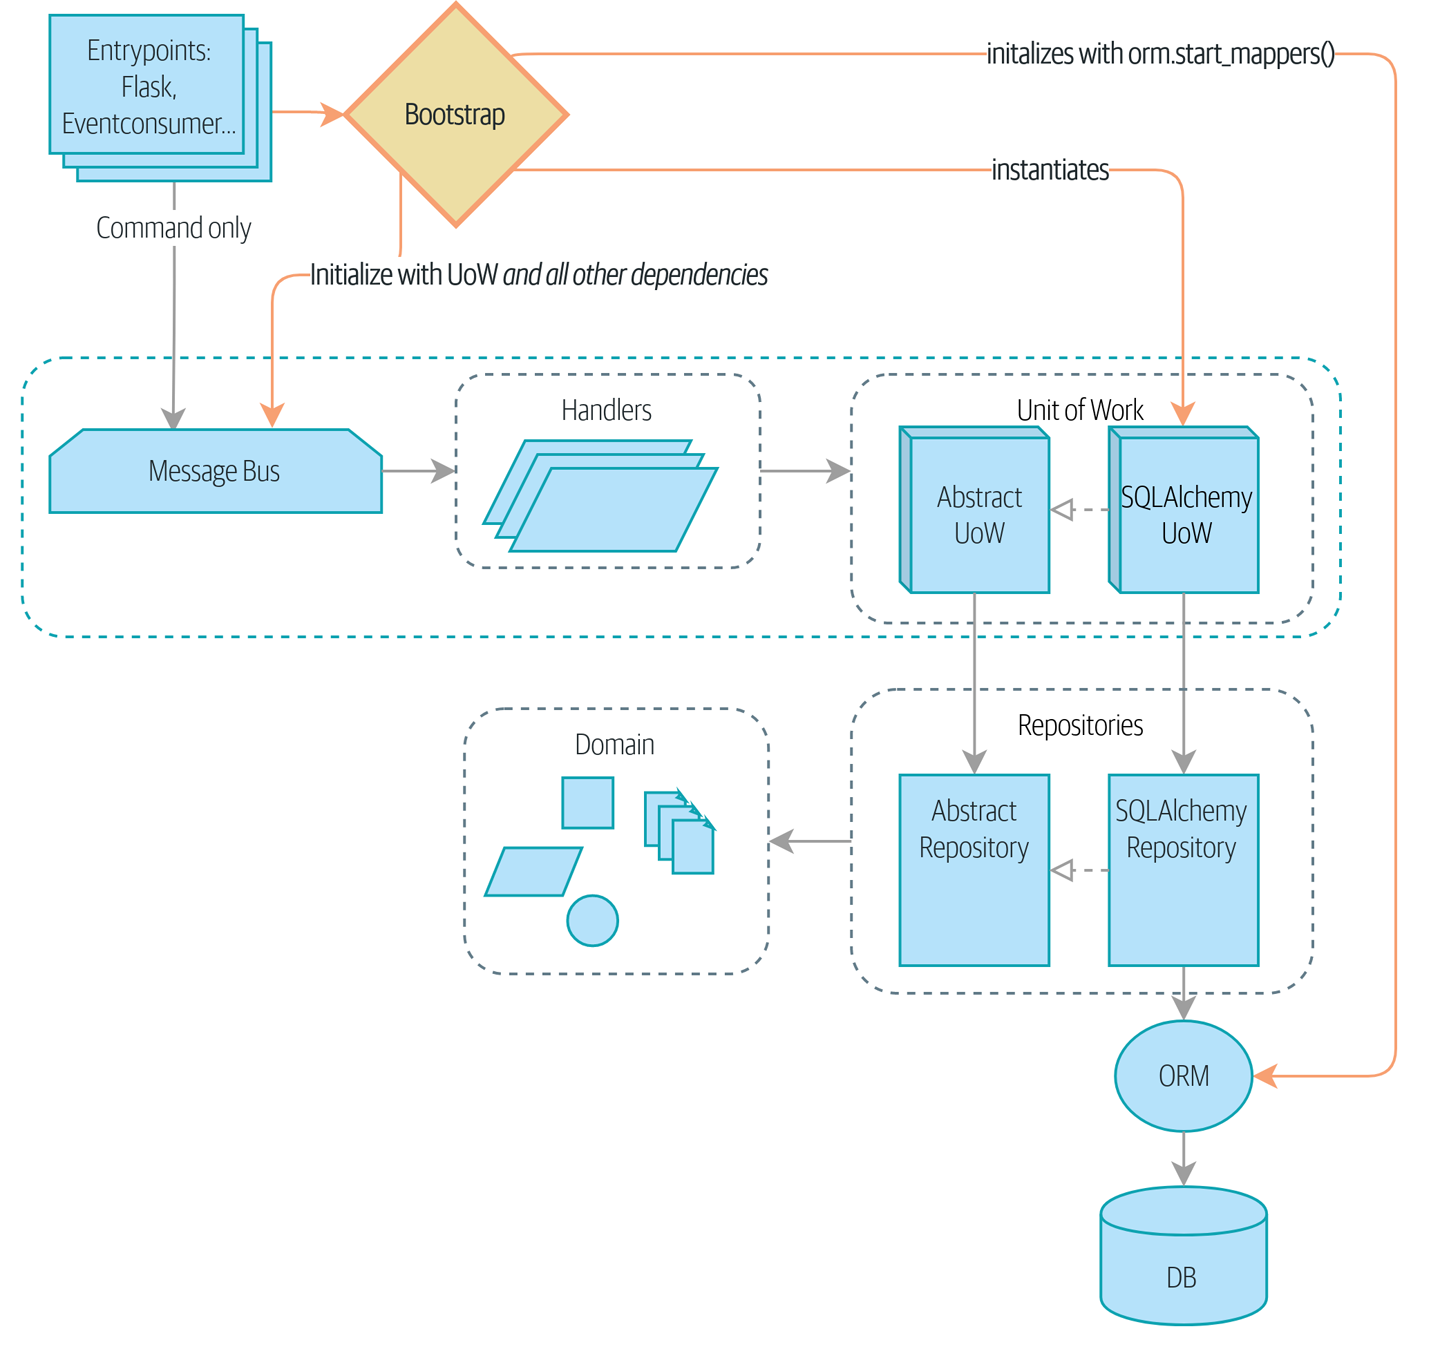 Entrypoints:
Flask,
Eventconsumer...
Bootstrap
initalizes with orm.start_mappers()
instantiates
Command only
Initialize with UoW and all other dependencies
Message Bus
Handlers
Unit of Work
Abstract
UoW
SQLAlchemy
UoW
Domain
Repositories
Abstract
Repository
SQLAlchemy
Repository
ORM
DB